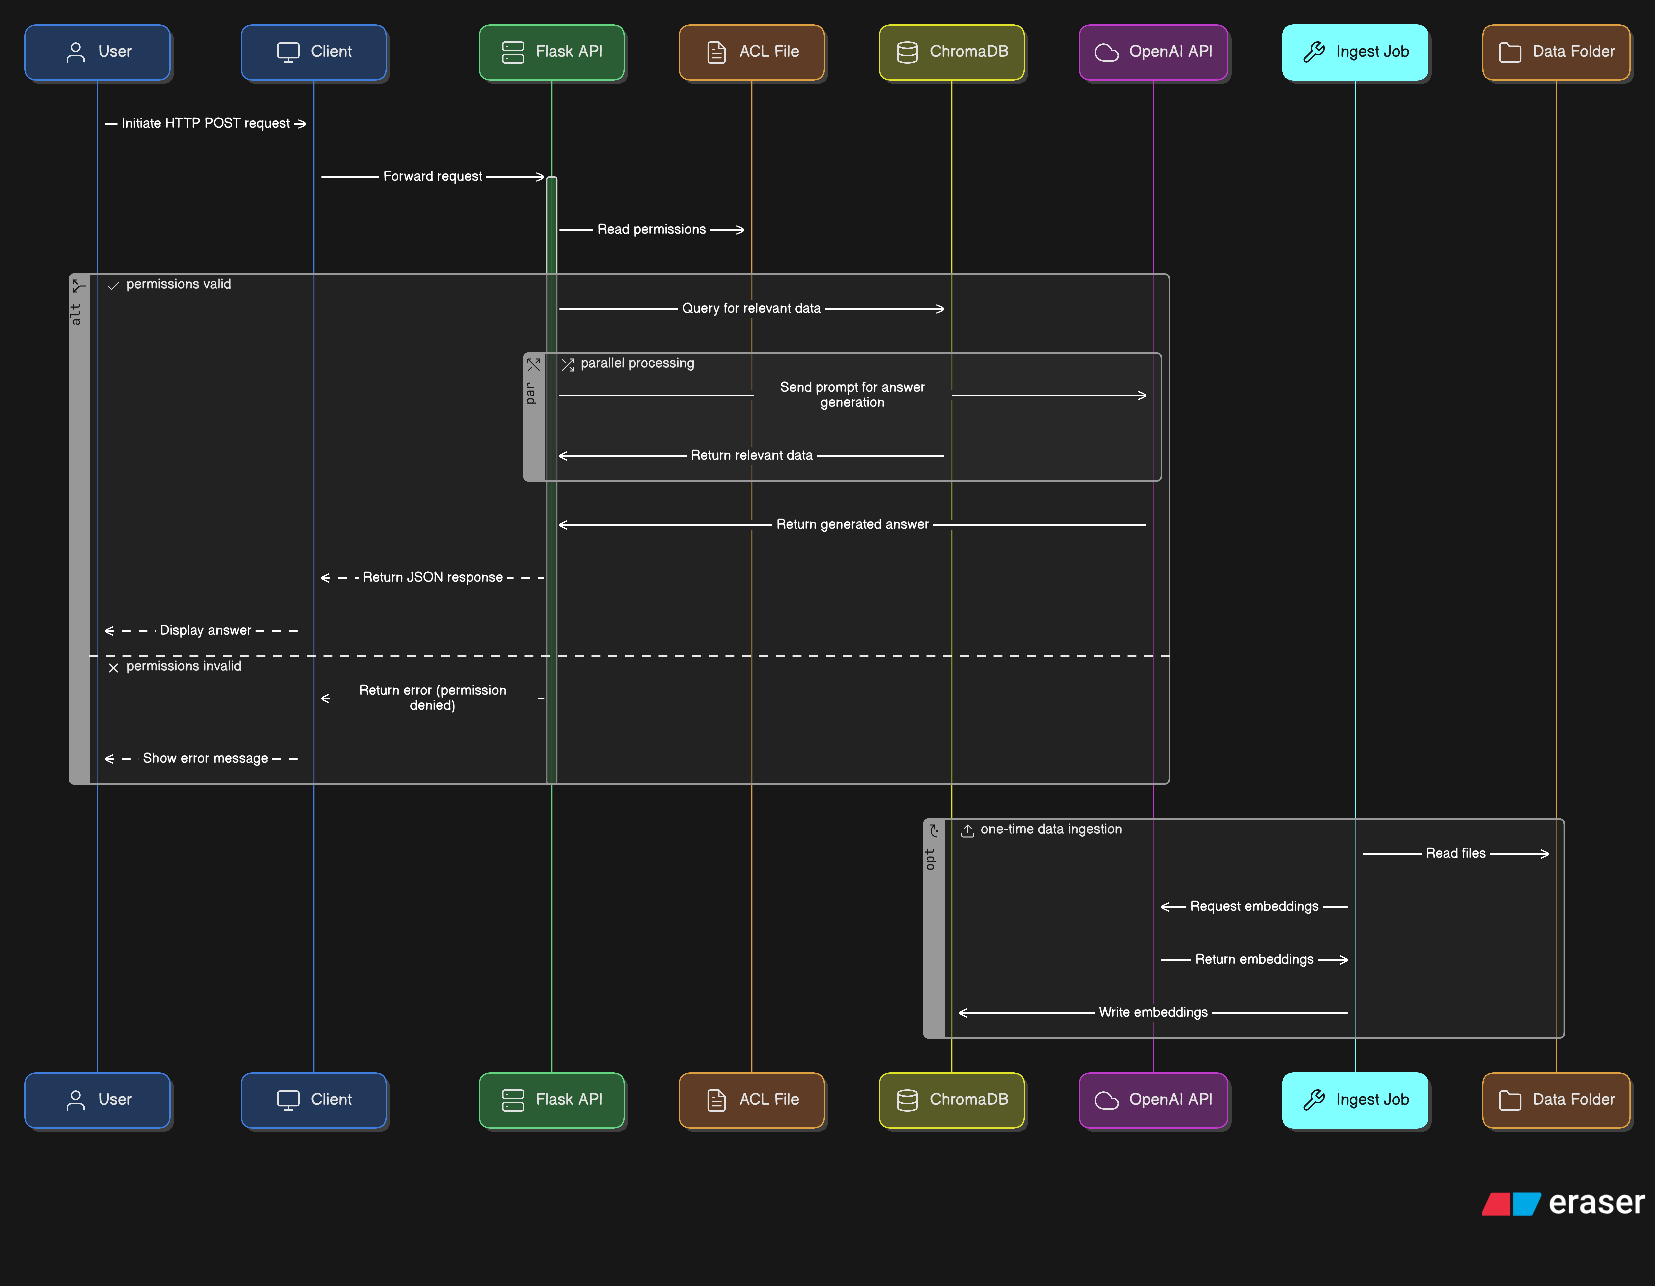 User
Client
Flask API
ACL File
ChromaDB
OpenAI API
Ingest Job
Data Folder
Initiate HTTP POST request
Forward request
Read permissions
alt
permissions valid
Query for relevant data
par
parallel processing
Send prompt for answer
generation
Return relevant data
Return generated answer
Return JSON response
Display answer
permissions invalid
Return error (permission
denied)
Show error message
opt
one-time data ingestion
Read files
Request embeddings
Return embeddings
Write embeddings
User
Client
Flask API
ACL File
ChromaDB
OpenAI API
Ingest Job
Data Folder
eraser